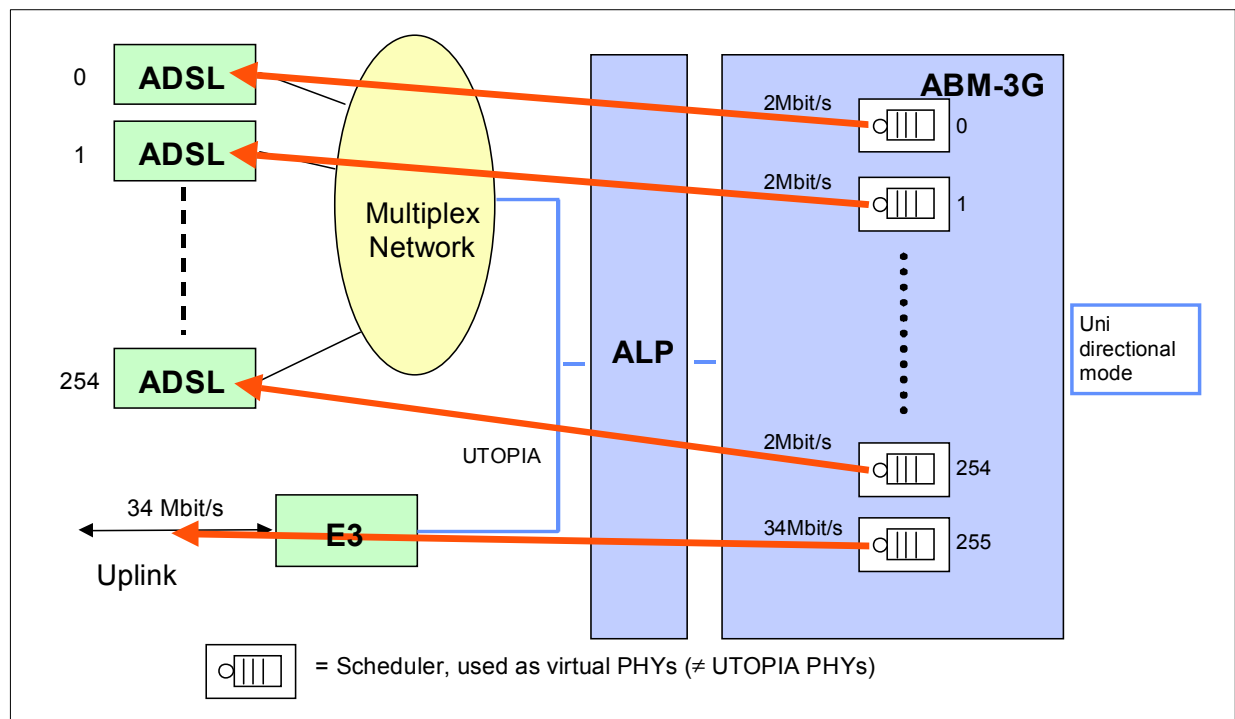 0
ADSL
1
ADSL
Multiplex
Network
254
ADSL
UTOPIA
34 Mbit/s
E3
Uplink
ALP
ABM-3G
2Mbit/s
0
2Mbit/s
1
2Mbit/s
254
34Mbit/s
255
Uni
directional
mode
= Scheduler, used as virtual PHYs (≠ UTOPIA PHYs)